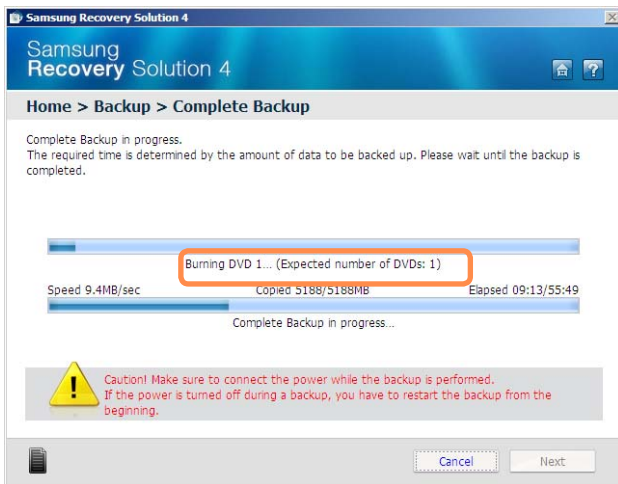 Samsung Recovery Solution 4
Samsung
Recovery Solution 4
?
Home > Backup > Complete Backup
Complete Backup in progress.
The required time is determined by the amount of data to be backed up. Please wait until the backup is
completed.
Burning DVD 1... (Expected number of DVDs: 1)
Speed 9.4MB/sec Copied 5188/5188MB Elapsed 09:13/55:49
Complete Backup in progress...
! Caution! Make sure to connect the power while the backup is performed.
If the power is turned off during a backup, you have to restart the backup from the
beginning.
Cancel Next